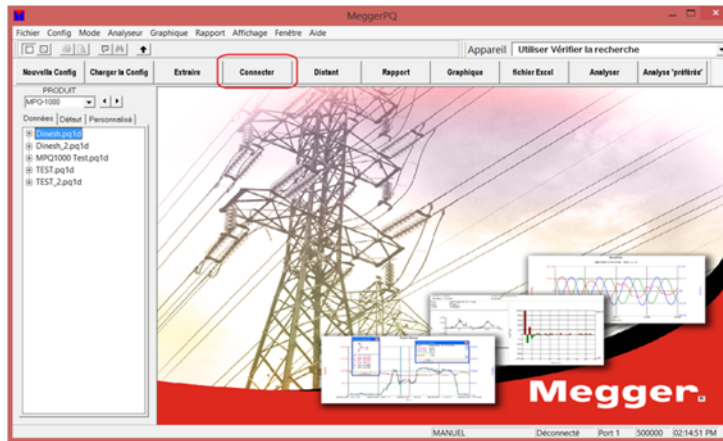 MeggerPQ
Fichier Config Mode Analyseur Graphique Rapport Affichage Fenêtre Aide
Appareil Utiliser Vérifier la recherche
Nouvelle Config Charger la Config Extraire Connecter Distant Rapport Graphique fichier Excel Analyser Analyse 'préférée'
PRODUIT
MPQ-1000
Données Défaut Personnalisé
Dinesh.pq1d
Dinesh_2.pq1d
MPQ1000 Test.pq1d
TEST.pq1d
TEST_2.pq1d
Megger.
MANUEL Déconnecté Port 1 500000 02:14:51 PM